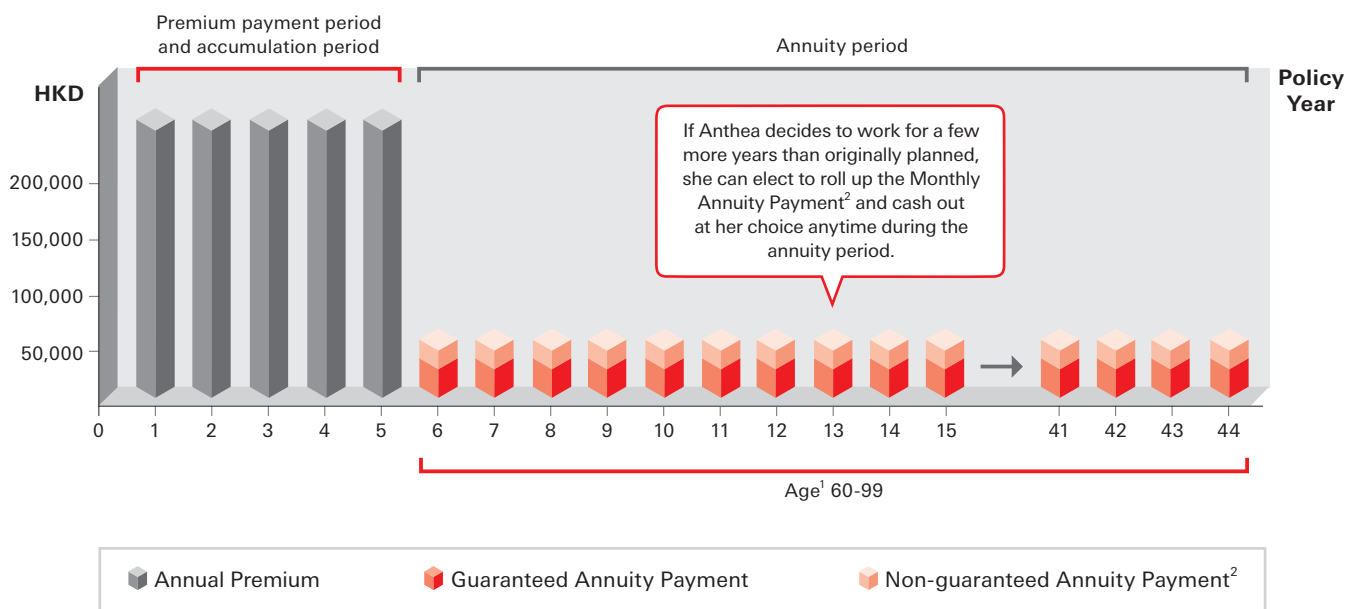 Premium payment period
and accumulation period
Annuity period
HKD
Policy
Year
If Anthea decides to work for a few
more years than originally planned,
she can elect to roll up the Monthly
Annuity Payment² and cash out
at her choice anytime during the
annuity period.
200,000
150,000
100,000
50,000
0 1 2 3 4 5 6 7 8 9 10 11 12 13 14 15 41 42 43 44
Age¹ 60-99
Annual Premium Guaranteed Annuity Payment Non-guaranteed Annuity Payment²